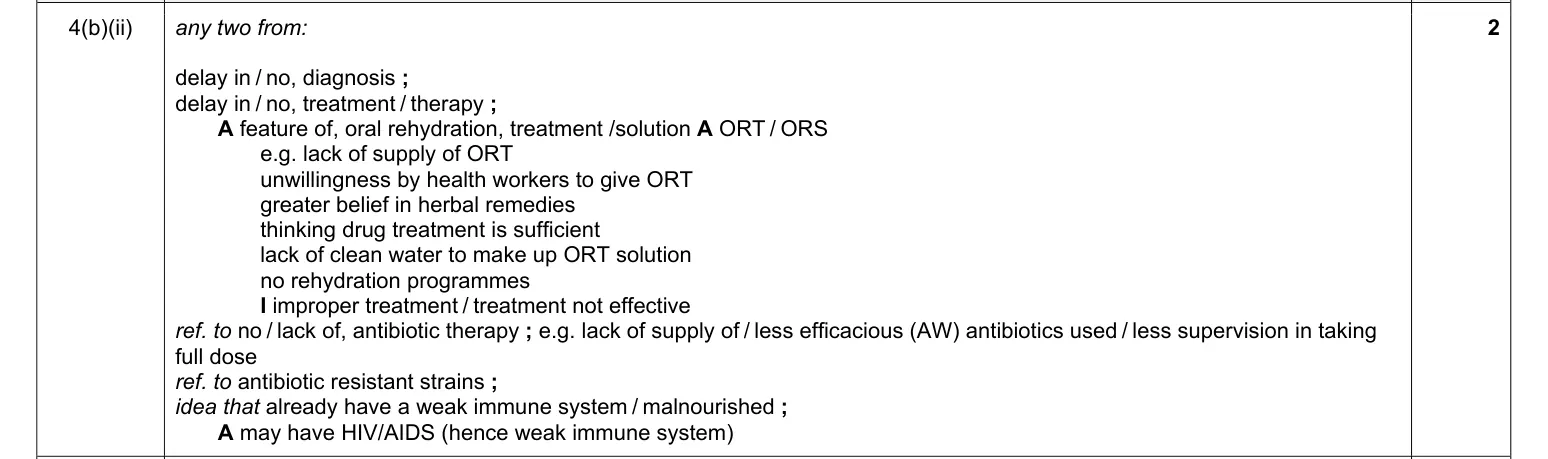 4(b)(ii) any two from: 2
delay in / no, diagnosis ;
delay in / no, treatment / therapy ;
A feature of, oral rehydration, treatment /solution A ORT / ORS
e.g. lack of supply of ORT
unwillingness by health workers to give ORT
greater belief in herbal remedies
thinking drug treatment is sufficient
lack of clean water to make up ORT solution
no rehydration programmes
I improper treatment / treatment not effective
ref. to no / lack of, antibiotic therapy ; e.g. lack of supply of / less efficacious (AW) antibiotics used / less supervision in taking
full dose
ref. to antibiotic resistant strains ;
idea that already have a weak immune system / malnourished ;
A may have HIV/AIDS (hence weak immune system)